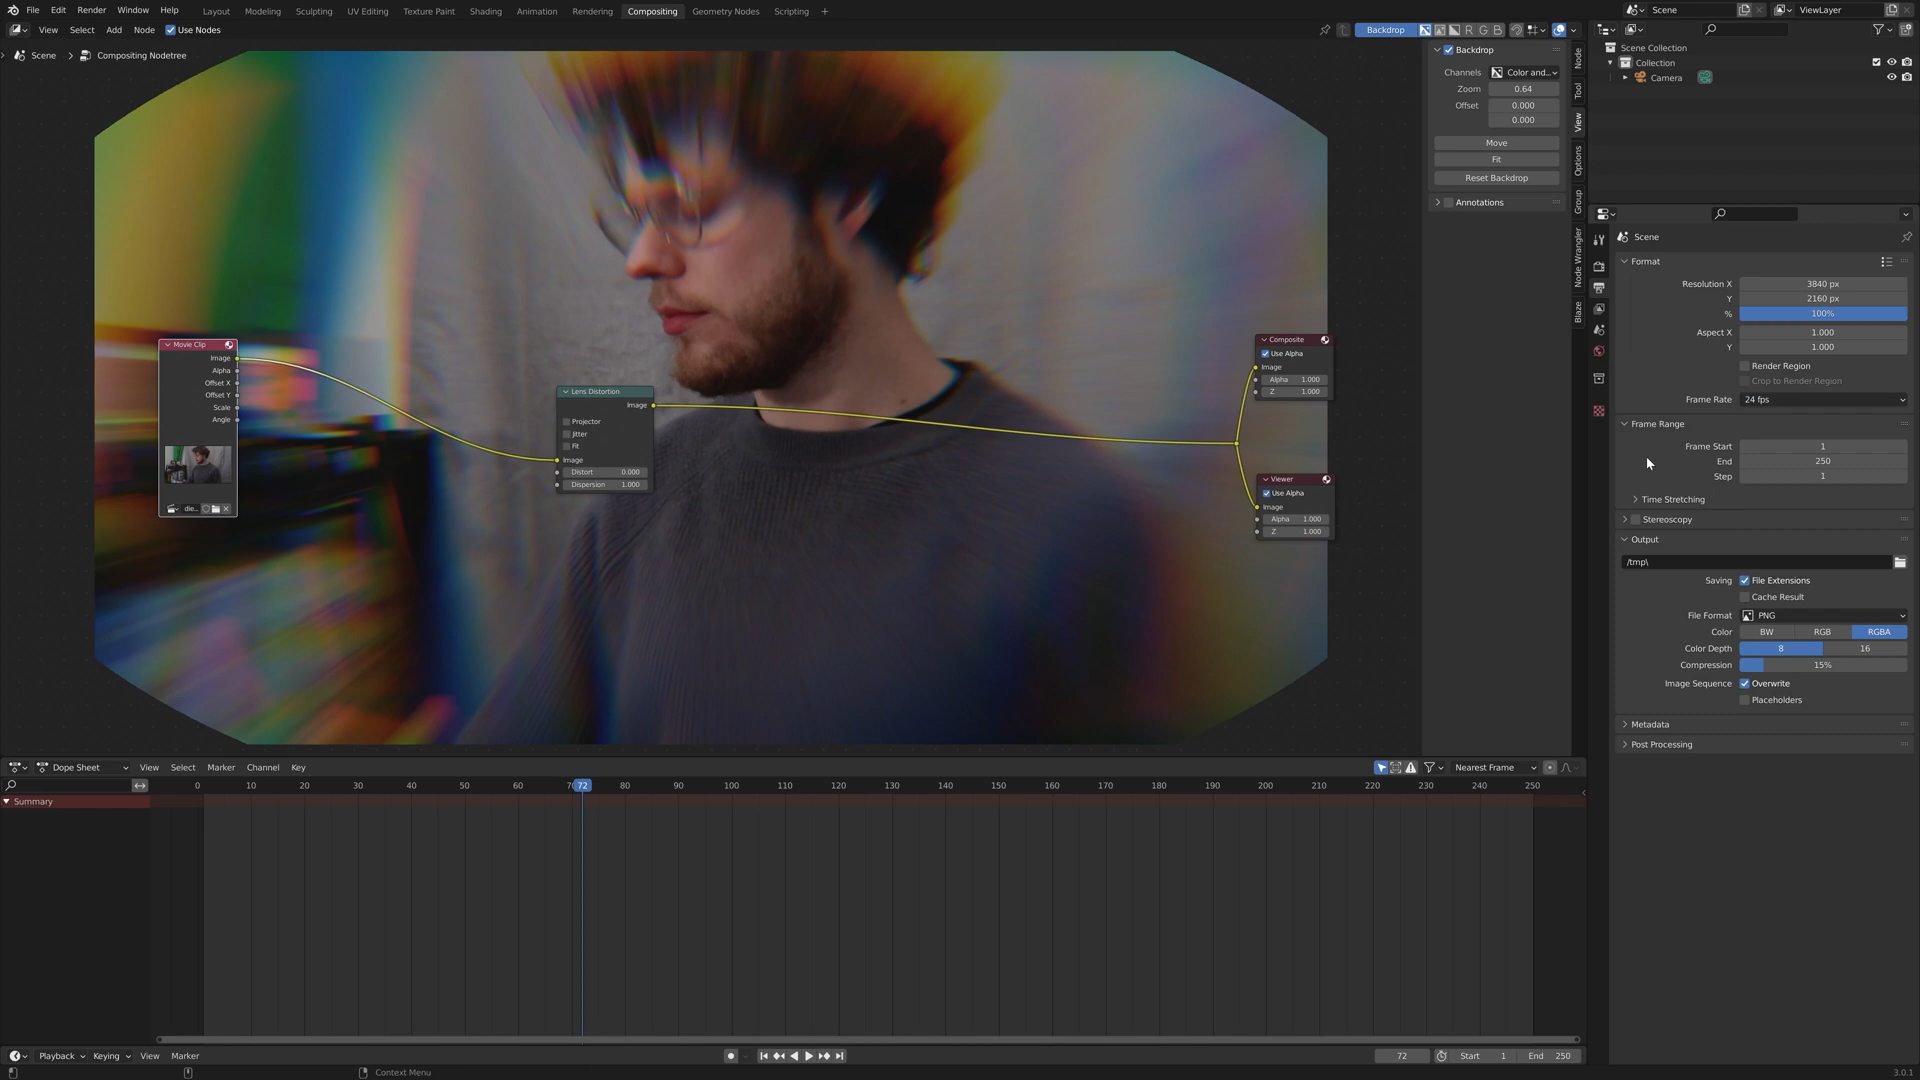 File Edit Render Window Help Layout Modeling Sculpting UV Editing Texture Paint Shading Animation Rendering Compositing Geometry Nodes Scripting + Scene ViewLayer
View Select Add Node Use Nodes Backdrop R G B
Scene > Compositing Nodetree
Backdrop
Channels Color and...
Zoom 0.64
Offset 0.000
0.000
Move
Fit
Reset Backdrop
Annotations
Node
Tool
View
Options
Group
Node Wrangler
Blaze
Movie Clip
Image
Alpha
Offset X
Offset Y
Scale
Angle
die...
Lens Distortion
Image
Projector
Jitter
Fit
Image
Distort 0.000
Dispersion 1.000
Composite
Use Alpha
Image
Alpha 1.000
Z 1.000
Viewer
Use Alpha
Image
Alpha 1.000
Z 1.000
Scene Collection
Collection
Camera
Scene
Format
Resolution X 3840 px
Y 2160 px
% 100%
Aspect X 1.000
Y 1.000
Render Region
Crop to Render Region
Frame Rate 24 fps
Frame Range
Frame Start 1
End 250
Step 1
Time Stretching
Stereoscopy
Output
/tmp\
Saving File Extensions
Cache Result
File Format PNG
Color BW RGB RGBA
Color Depth 8 16
Compression 15%
Image Sequence Overwrite
Placeholders
Metadata
Post Processing
Dope Sheet View Select Marker Channel Key Nearest Frame
0 10 20 30 40 50 60 72 80 90 100 110 120 130 140 150 160 170 180 190 200 210 220 230 240 250
Summary
Playback Keying View Marker 72 Start 1 End 250
Context Menu 3.0.1